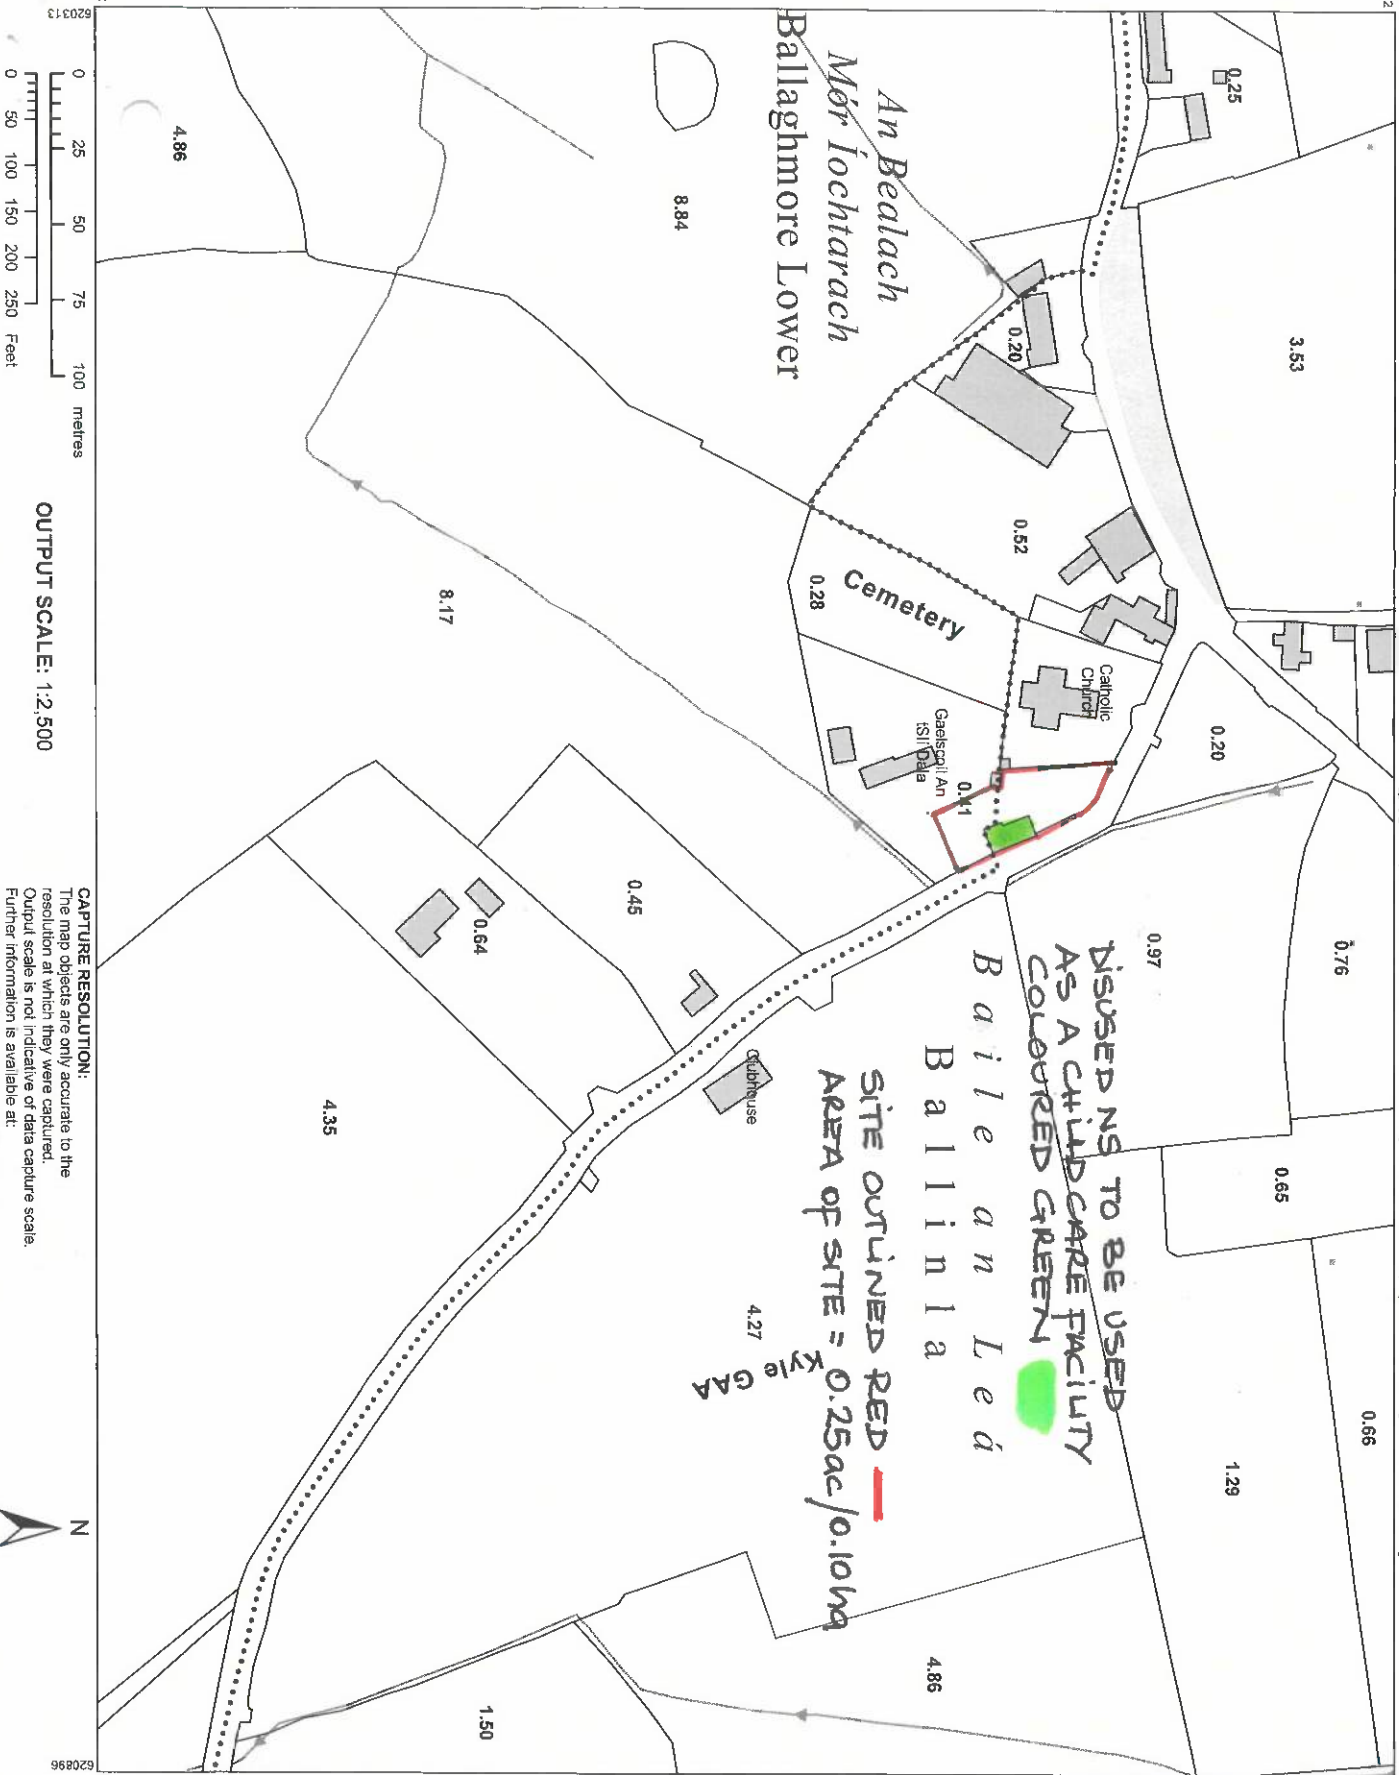 2
0.25
3.53
An Bealach
Mór Íochtarach
Ballaghmore Lower
8.84
4.86
0.20
0.52
Cemetery
0.28
8.17
Catholic
Church
Gaelscoil An
tSlí Dala
0.41
0.20
0.76
0.97
DISUSED NS TO BE USED
AS A CHILDCARE FACILITY
COLOURED GREEN
Baile an Leá
Ballinla
SITE OUTLINED RED
AREA OF SITE = 0.25ac/0.10ha
0.45
0.64
Clubhouse
4.35
4.27
Kyle GAA
0.65
0.66
1.29
4.86
1.50
620313
620896
0 25 50 75 100 metres
0 50 100 150 200 250 Feet
OUTPUT SCALE: 1:2,500
CAPTURE RESOLUTION:
The map objects are only accurate to the
resolution at which they were captured.
Output scale is not indicative of data capture scale.
Further information is available at:
N